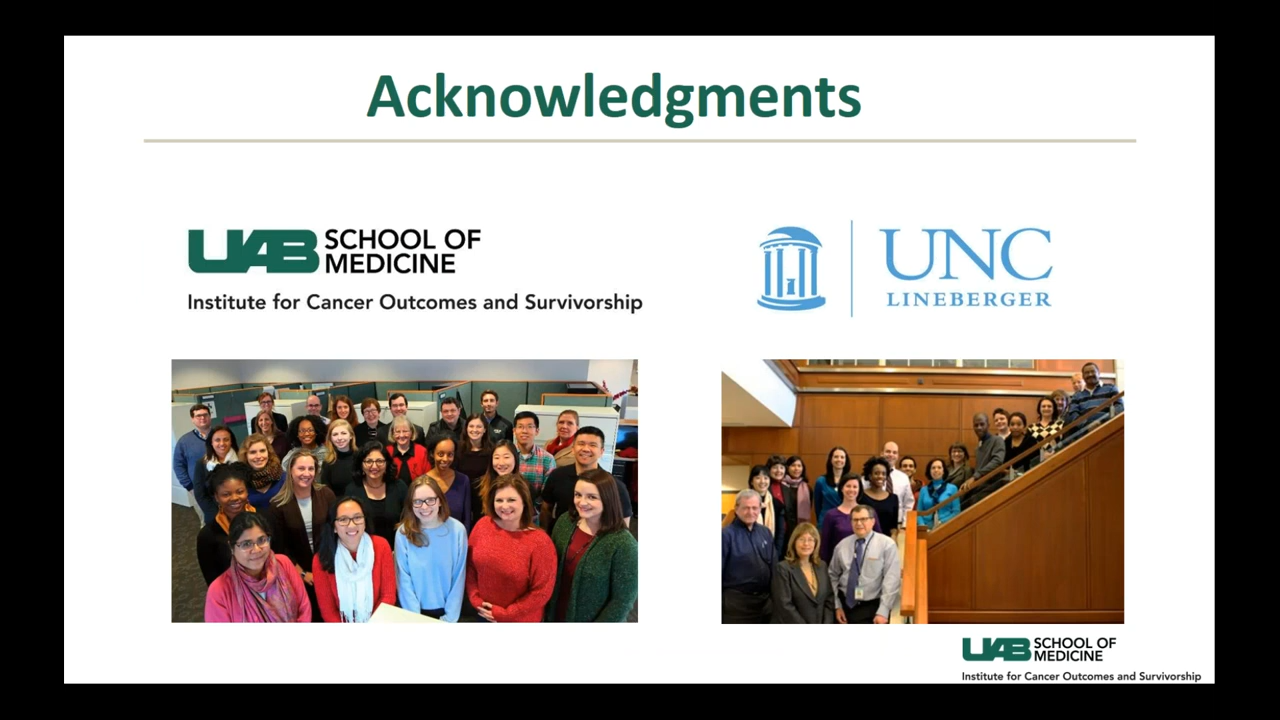 Acknowledgments
UAB SCHOOL OF
MEDICINE
Institute for Cancer Outcomes and Survivorship
UNC
LINEBERGER
UAB SCHOOL OF
MEDICINE
Institute for Cancer Outcomes and Survivorship